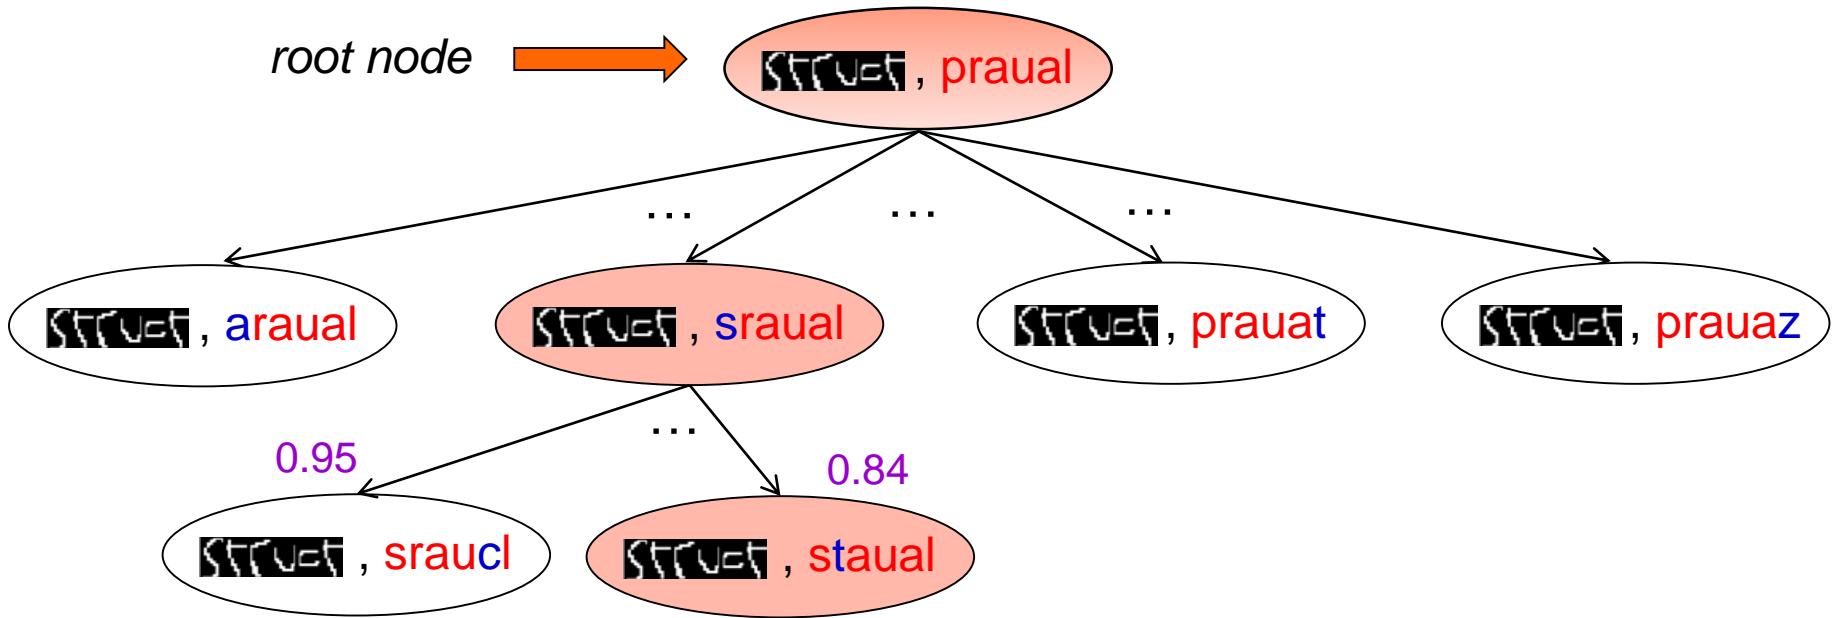 root node
Struct , praual
... ... ...
Struct , araual
Struct , sraual
Struct , prauat
Struct , prauaz
...
0.95
0.84
Struct , sraucl
Struct , staual